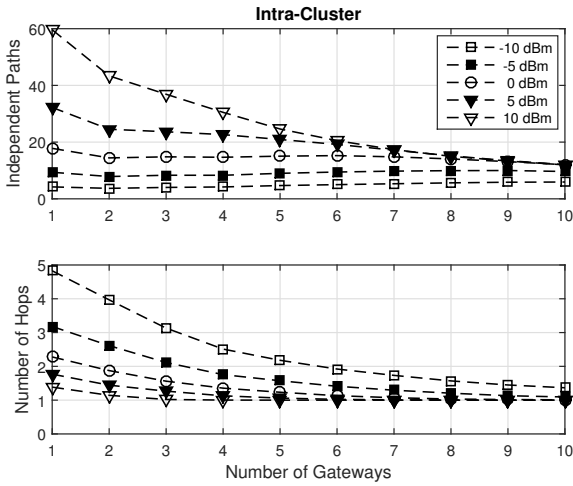 Intra-Cluster
Independent Paths
60
40
20
0
-10 dBm
-5 dBm
0 dBm
5 dBm
10 dBm
1 2 3 4 5 6 7 8 9 10
Number of Hops
5
4
3
2
1
0
1 2 3 4 5 6 7 8 9 10
Number of Gateways